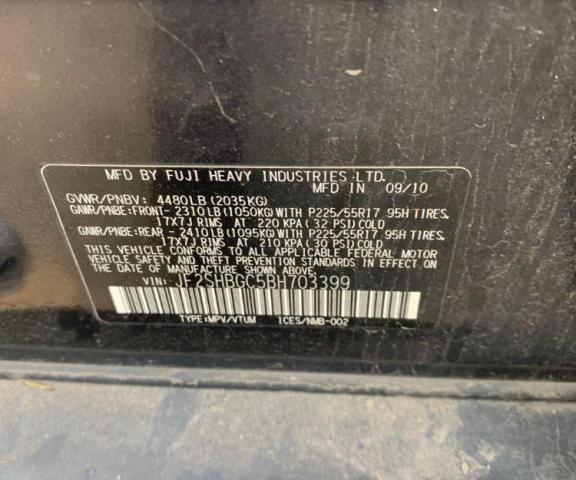 MFD BY FUJI HEAVY INDUSTRIES LTD.
MFD IN 09/10
GVWR/PNBV: 4480LB (2035KG)
GAWR/PNBE:FRONT- 2310LB(1050KG)WITH P225/55R17 95H TIRES,
17X7J RIMS AT 220 KPA (32 PSI)COLD
GAWR/PNBE:REAR -2410LB(1095KG)WITH P225/55R17 95H TIRES,
17X7J RIMS AT 210 KPA (30 PSI)COLD
THIS VEHICLE CONFORMS TO ALL APPLICABLE FEDERAL MOTOR
VEHICLE SAFETY STANDARDS IN EFFECT ON THE DATE OF
MANUFACTURE SHOWN ABOVE.
VIN: JF2SHBGC5BH703399
TYPE:MPV/VTUM ICES/NMB-002